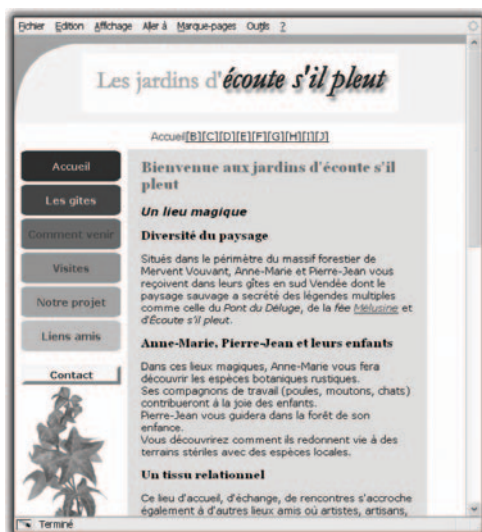 Fichier Edition Affichage Aller à Marque-pages Outils ?
Les jardins d'écoute s'il pleut
Accueil[B][C][D][E][F][G][H][I][J]
Accueil
Les gîtes
Comment venir
Visites
Notre projet
Liens amis
Contact
Bienvenue aux jardins d'écoute s'il
pleut
Un lieu magique
Diversité du paysage
Situés dans le périmètre du massif forestier de
Mervent Vouvant, Anne-Marie et Pierre-Jean vous
reçoivent dans leurs gîtes en sud Vendée dont le
paysage sauvage a secrété des légendes multiples
comme celle du Pont du Déluge, de la fée Mélusine et
d'Écoute s'il pleut.
Anne-Marie, Pierre-Jean et leurs enfants
Dans ces lieux magiques, Anne-Marie vous fera
découvrir les espèces botaniques rustiques.
Ses compagnons de travail (poules, moutons, chats)
contribueront à la joie des enfants.
Pierre-Jean vous guidera dans la forêt de son
enfance.
Vous découvrirez comment ils redonnent vie à des
terrains stériles avec des espèces locales.
Un tissu relationnel
Ce lieu d'accueil, d'échange, de rencontres s'accroche
également à d'autres lieux amis où artistes, artisans,
Terminé